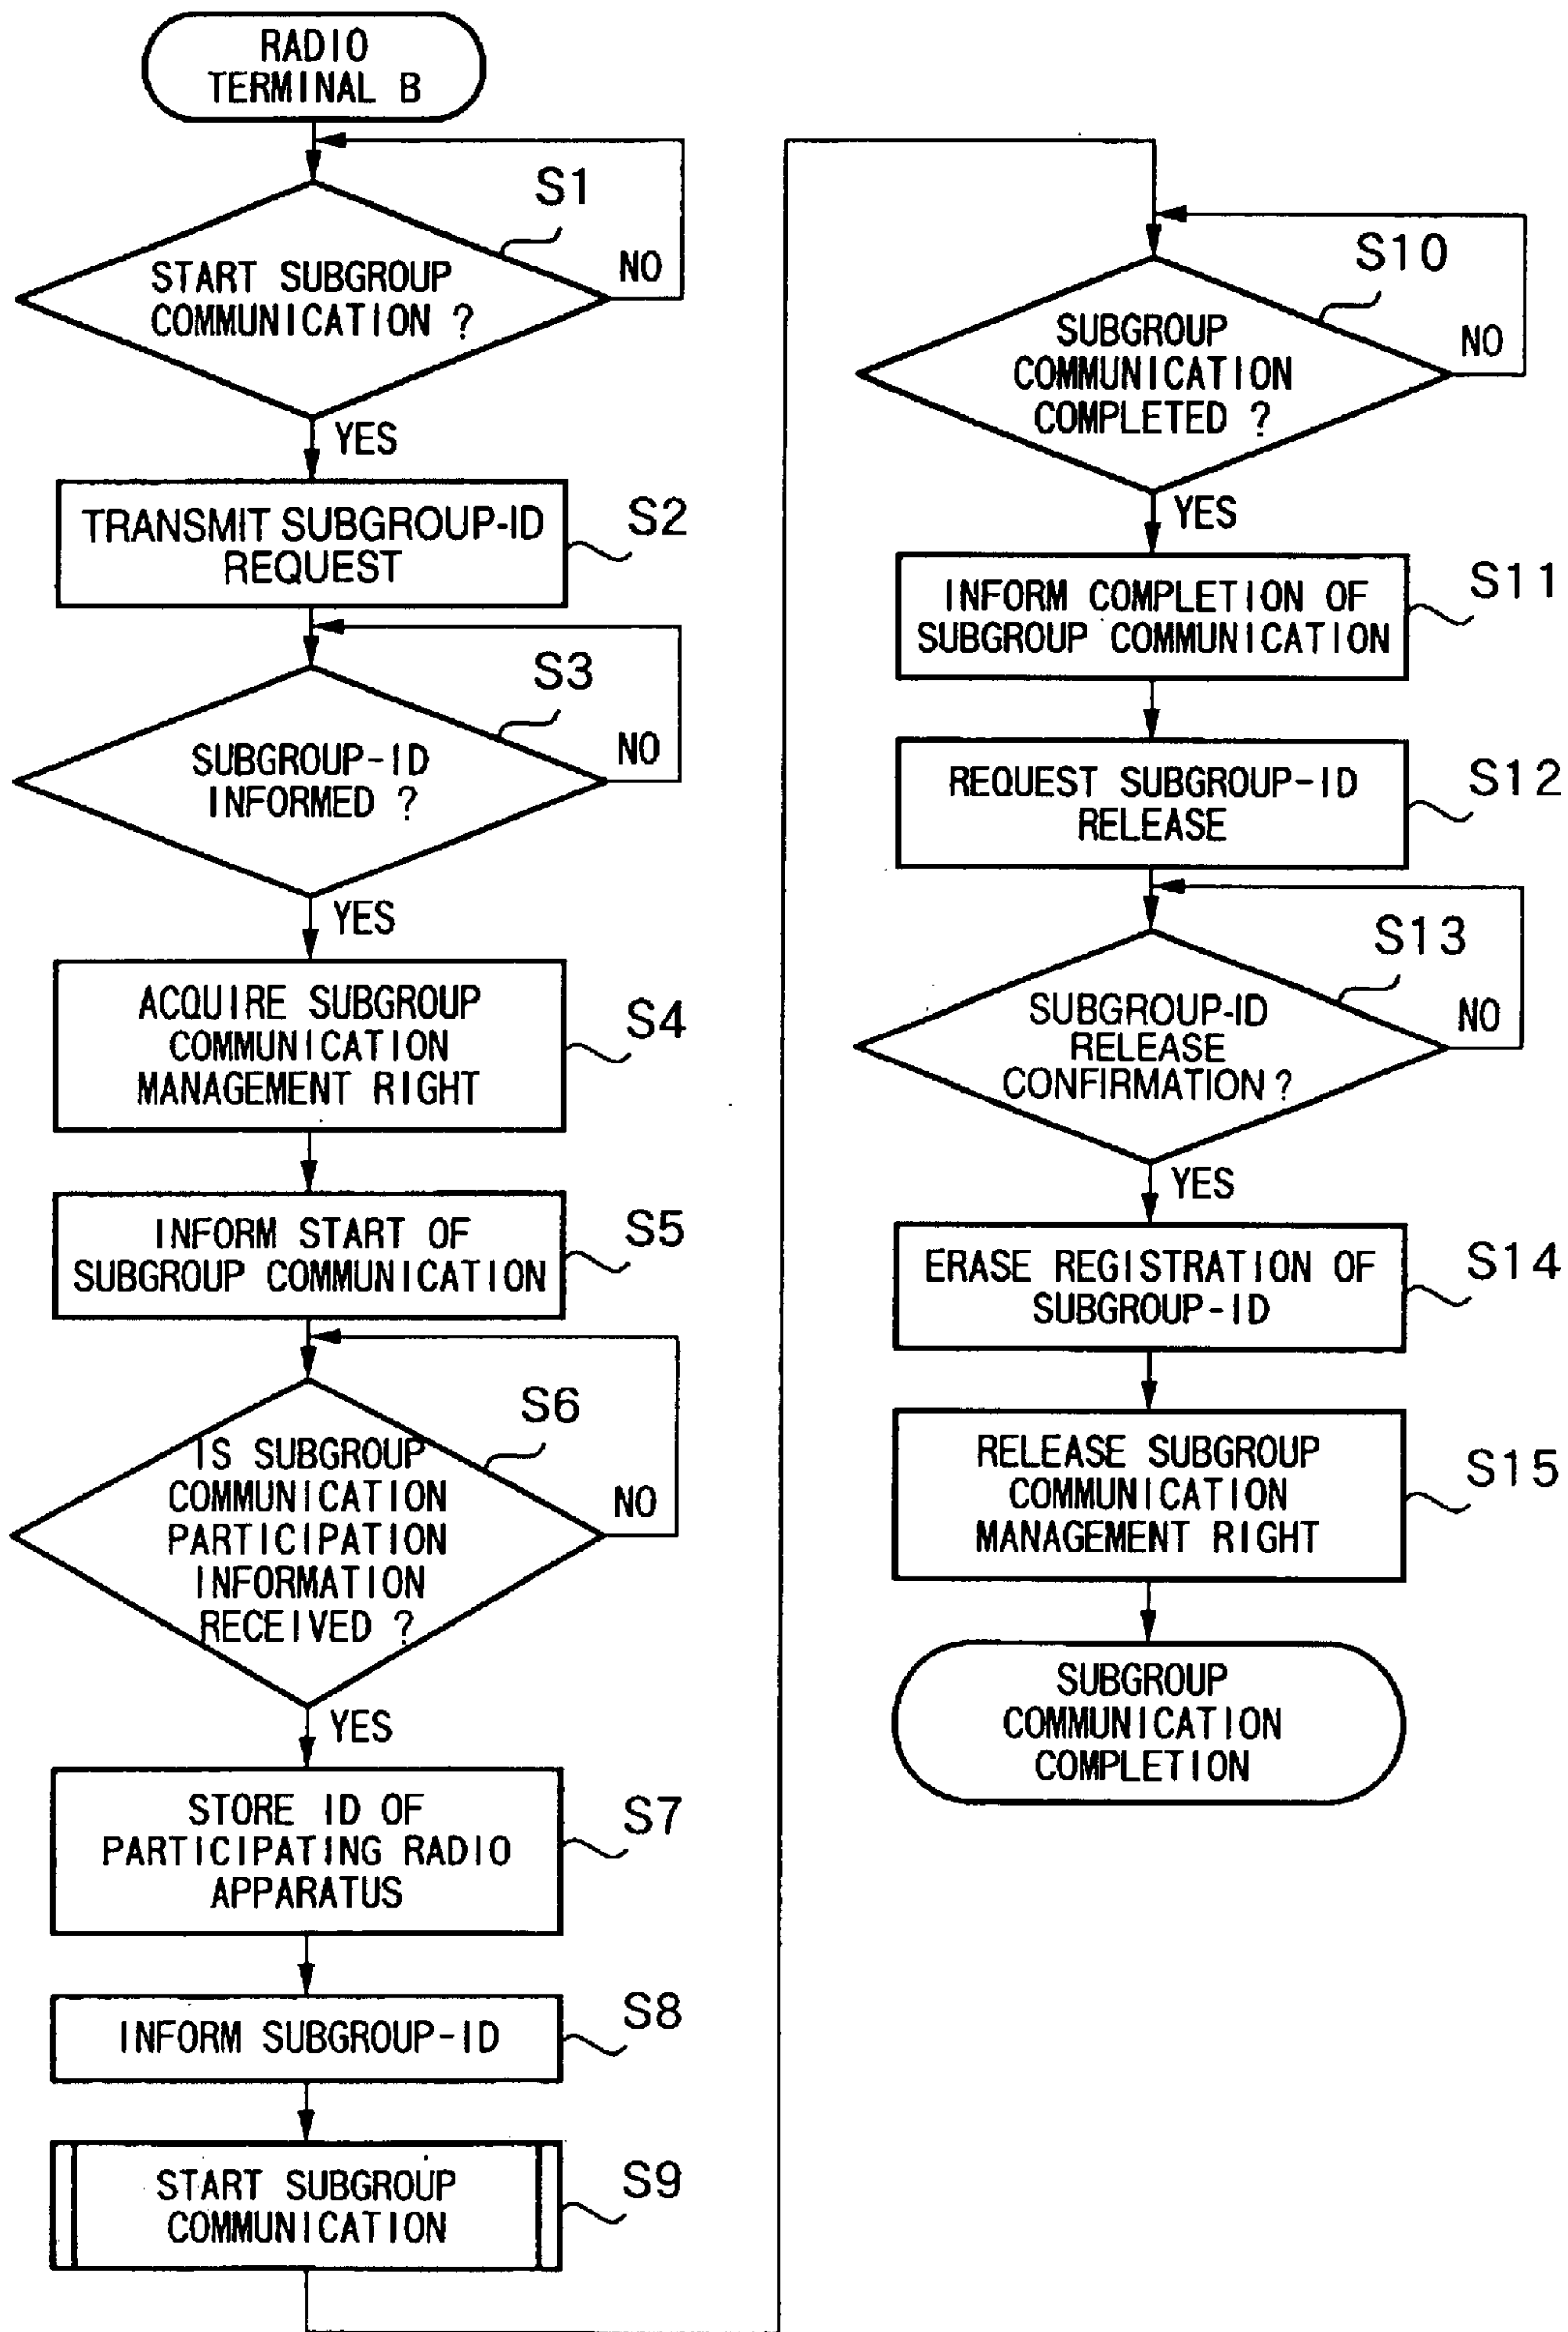 RADIO
TERMINAL B
S1
START SUBGROUP
COMMUNICATION ?
NO
YES
TRANSMIT SUBGROUP-ID
REQUEST
S2
S3
SUBGROUP-ID
INFORMED ?
NO
YES
ACQUIRE SUBGROUP
COMMUNICATION
MANAGEMENT RIGHT
S4
INFORM START OF
SUBGROUP COMMUNICATION
S5
S6
IS SUBGROUP
COMMUNICATION
PARTICIPATION
INFORMATION
RECEIVED ?
NO
YES
STORE ID OF
PARTICIPATING RADIO
APPARATUS
S7
INFORM SUBGROUP-ID
S8
START SUBGROUP
COMMUNICATION
S9
S10
SUBGROUP
COMMUNICATION
COMPLETED ?
NO
YES
INFORM COMPLETION OF
SUBGROUP COMMUNICATION
S11
REQUEST SUBGROUP-ID
RELEASE
S12
S13
SUBGROUP-ID
RELEASE
CONFIRMATION ?
NO
YES
ERASE REGISTRATION OF
SUBGROUP-ID
S14
RELEASE SUBGROUP
COMMUNICATION
MANAGEMENT RIGHT
S15
SUBGROUP
COMMUNICATION
COMPLETION